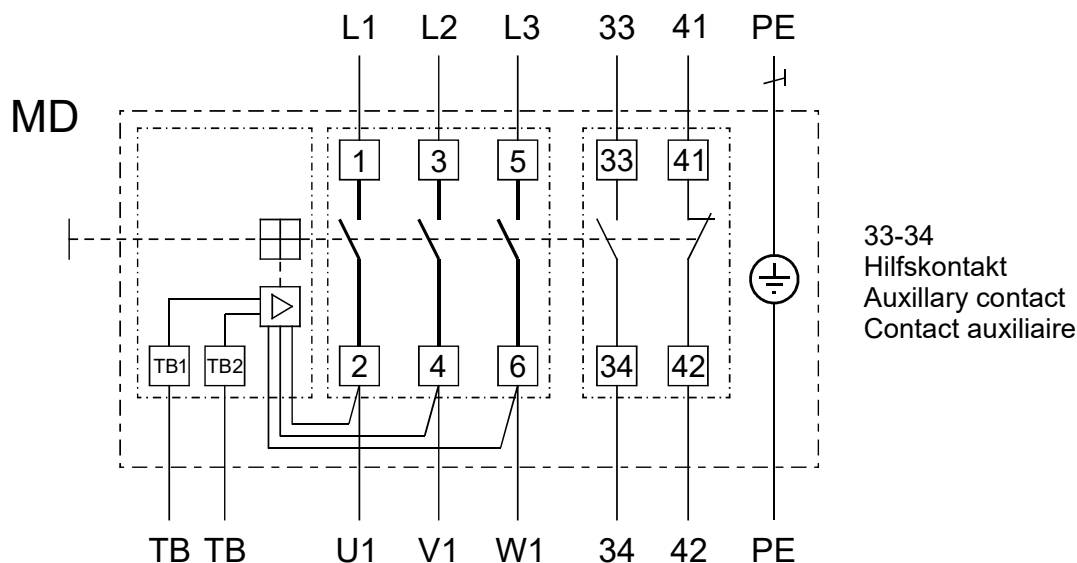 L1 L2 L3 33 41 PE
MD
1 3 5 33 41
33-34
Hilfskontakt
Auxillary contact
Contact auxiliaire
TB1 TB2 2 4 6 34 42
TB TB U1 V1 W1 34 42 PE